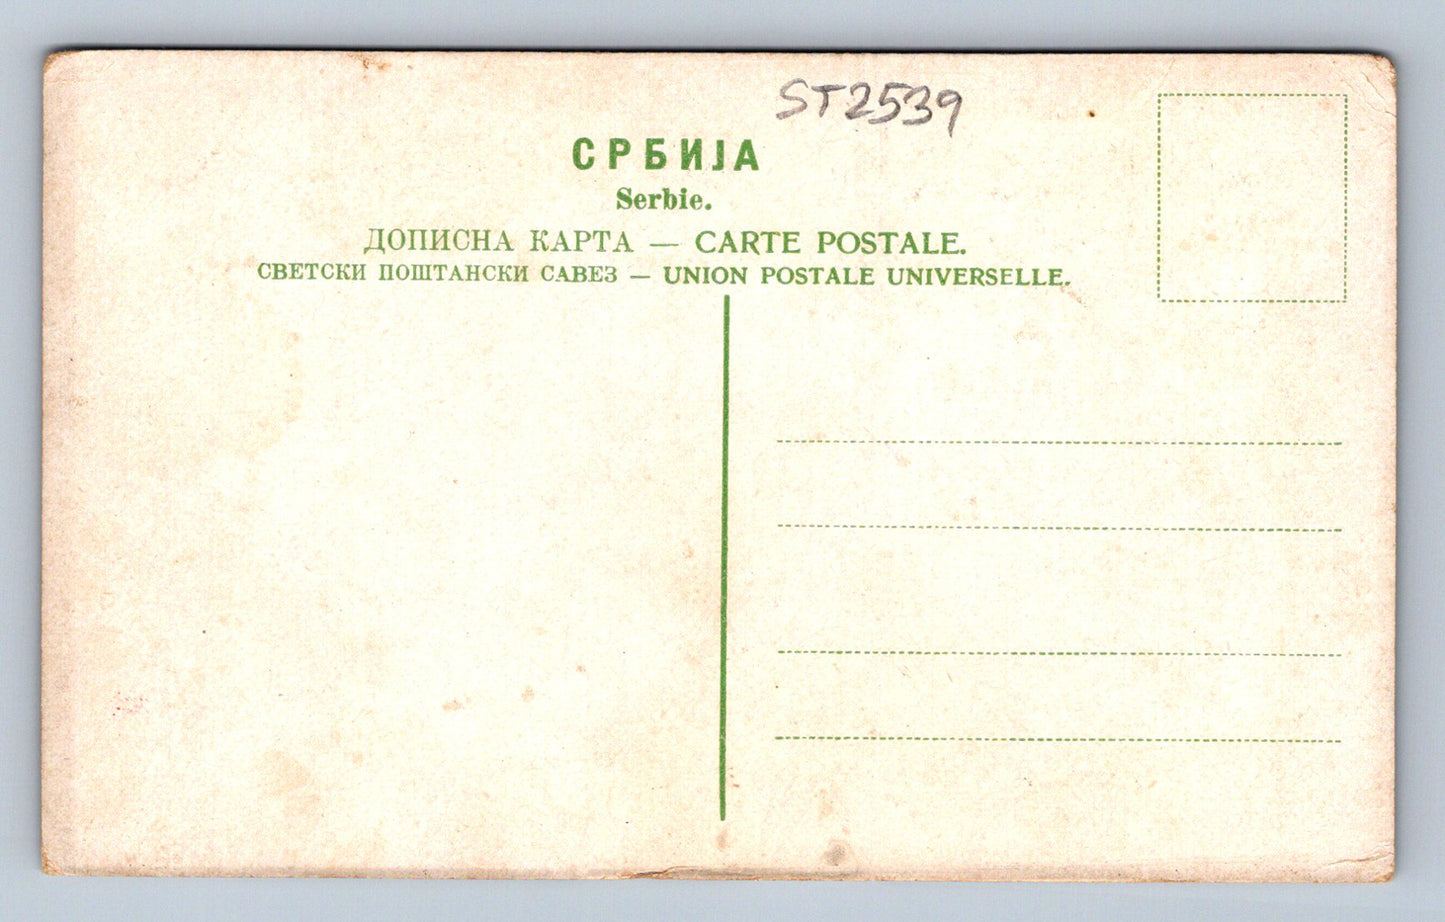 ST2539
СРБИЈА
Serbie.
ДОПИСНА КАРТА — CARTE POSTALE.
СВЕТСКИ ПОШТАНСКИ САВЕЗ — UNION POSTALE UNIVERSELLE.